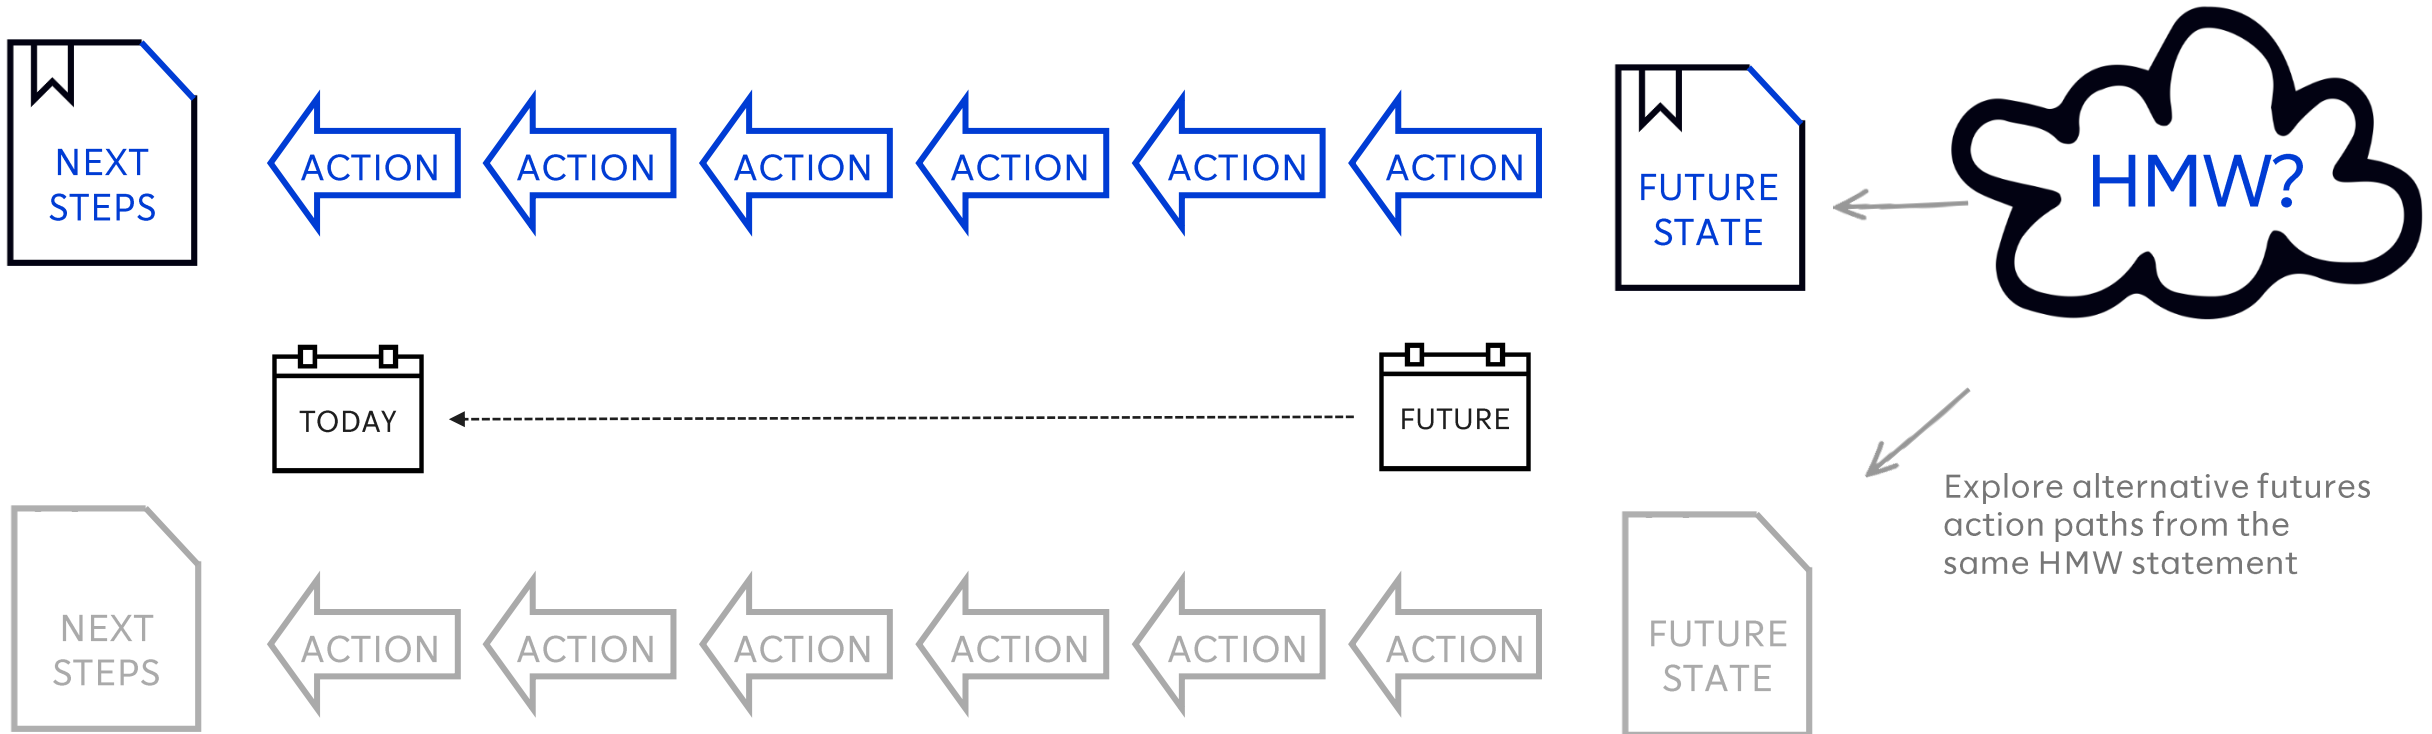 NEXT
STEPS
ACTION ACTION ACTION ACTION ACTION ACTION
FUTURE
STATE
HMW?
TODAY
FUTURE
Explore alternative futures
action paths from the
same HMW statement
NEXT
STEPS
ACTION ACTION ACTION ACTION ACTION ACTION
FUTURE
STATE